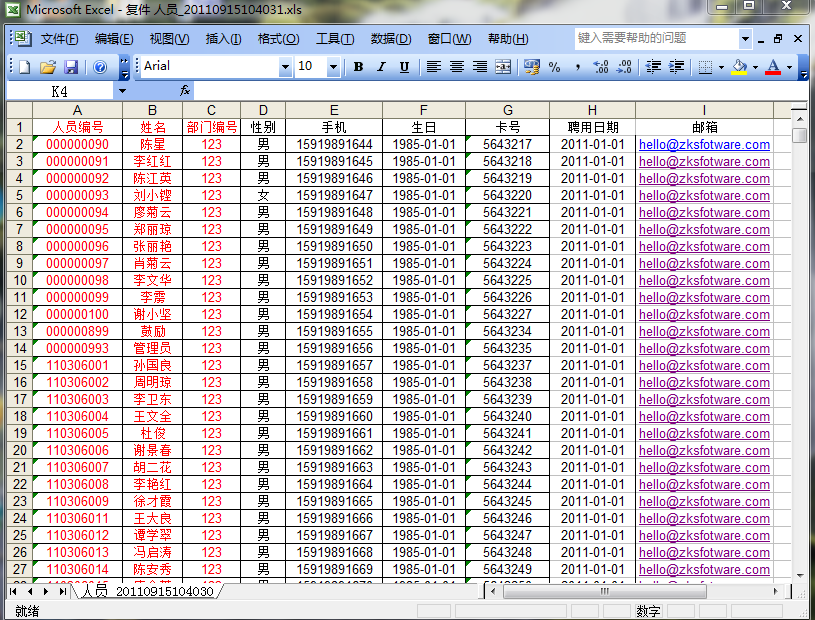 Microsoft Excel - 复件 人员_20110915104031.xls
文件(F) 编辑(E) 视图(V) 插入(I) 格式(O) 工具(T) 数据(D) 窗口(W) 帮助(H) 键入需要帮助的问题
Arial 10 B I U
K4 fx
A B C D E F G H I
1 人员编号 姓名 部门编号 性别 手机 生日 卡号 聘用日期 邮箱
2 000000090 陈星 123 男 15919891644 1985-01-01 5643217 2011-01-01 hello@zksfotware.com
3 000000091 李红红 123 男 15919891645 1985-01-01 5643218 2011-01-01 hello@zksfotware.com
4 000000092 陈江英 123 男 15919891646 1985-01-01 5643219 2011-01-01 hello@zksfotware.com
5 000000093 刘小铿 123 女 15919891647 1985-01-01 5643220 2011-01-01 hello@zksfotware.com
6 000000094 廖菊云 123 男 15919891648 1985-01-01 5643221 2011-01-01 hello@zksfotware.com
7 000000095 郑丽琼 123 男 15919891649 1985-01-01 5643222 2011-01-01 hello@zksfotware.com
8 000000096 张丽艳 123 男 15919891650 1985-01-01 5643223 2011-01-01 hello@zksfotware.com
9 000000097 肖菊云 123 男 15919891651 1985-01-01 5643224 2011-01-01 hello@zksfotware.com
10 000000098 李文华 123 男 15919891652 1985-01-01 5643225 2011-01-01 hello@zksfotware.com
11 000000099 李霞 123 男 15919891653 1985-01-01 5643226 2011-01-01 hello@zksfotware.com
12 000000100 谢小坚 123 男 15919891654 1985-01-01 5643227 2011-01-01 hello@zksfotware.com
13 000000899 鼓励 123 男 15919891655 1985-01-01 5643234 2011-01-01 hello@zksfotware.com
14 000000993 管理员 123 男 15919891656 1985-01-01 5643235 2011-01-01 hello@zksfotware.com
15 110306001 孙国良 123 男 15919891657 1985-01-01 5643237 2011-01-01 hello@zksfotware.com
16 110306002 周明琼 123 男 15919891658 1985-01-01 5643238 2011-01-01 hello@zksfotware.com
17 110306003 李卫东 123 男 15919891659 1985-01-01 5643239 2011-01-01 hello@zksfotware.com
18 110306004 王文全 123 男 15919891660 1985-01-01 5643240 2011-01-01 hello@zksfotware.com
19 110306005 杜俊 123 男 15919891661 1985-01-01 5643241 2011-01-01 hello@zksfotware.com
20 110306006 谢景春 123 男 15919891662 1985-01-01 5643242 2011-01-01 hello@zksfotware.com
21 110306007 胡二花 123 男 15919891663 1985-01-01 5643243 2011-01-01 hello@zksfotware.com
22 110306008 李艳红 123 男 15919891664 1985-01-01 5643244 2011-01-01 hello@zksfotware.com
23 110306009 徐才霞 123 男 15919891665 1985-01-01 5643245 2011-01-01 hello@zksfotware.com
24 110306011 王大良 123 男 15919891666 1985-01-01 5643246 2011-01-01 hello@zksfotware.com
25 110306012 谭学翠 123 男 15919891667 1985-01-01 5643247 2011-01-01 hello@zksfotware.com
26 110306013 冯启涛 123 男 15919891668 1985-01-01 5643248 2011-01-01 hello@zksfotware.com
27 110306014 陈安秀 123 男 15919891669 1985-01-01 5643249 2011-01-01 hello@zksfotware.com
人员_20110915104030
就绪 数字